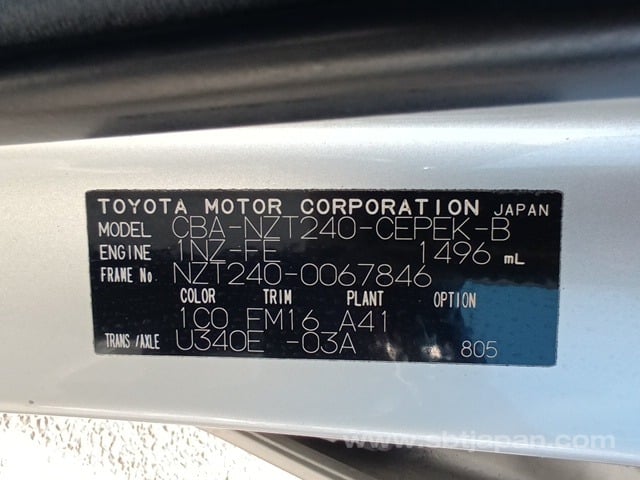 TOYOTA MOTOR CORPORATION JAPAN
MODEL CBA-NZT240-CEPEK-B
ENGINE 1NZ-FE 1496 mL
FRAME No. NZT240-0067846
COLOR TRIM PLANT OPTION
1C0 FM16 A41
TRANS/AXLE U340E -03A 805
www.sbtjapan.com